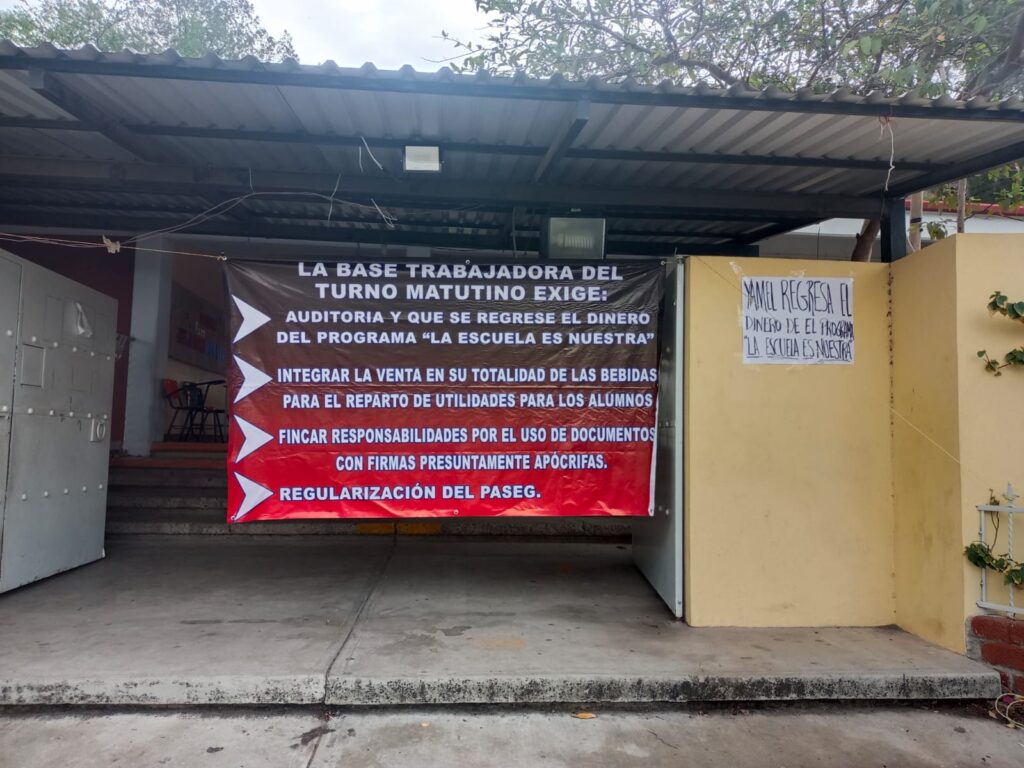 LA BASE TRABAJADORA DEL
TURNO MATUTINO EXIGE:
AUDITORIA Y QUE SE REGRESE EL DINERO
DEL PROGRAMA “LA ESCUELA ES NUESTRA”
INTEGRAR LA VENTA EN SU TOTALIDAD DE LAS BEBIDAS
PARA EL REPARTO DE UTILIDADES PARA LOS ALUMNOS
FINCAR RESPONSABILIDADES POR EL USO DE DOCUMENTOS
CON FIRMAS PRESUNTAMENTE APÓCRIFAS.
REGULARIZACIÓN DEL PASEG.
YAMEL REGRESA EL
DINERO DE EL PROGRAMA
"LA ESCUELA ES NUESTRA"